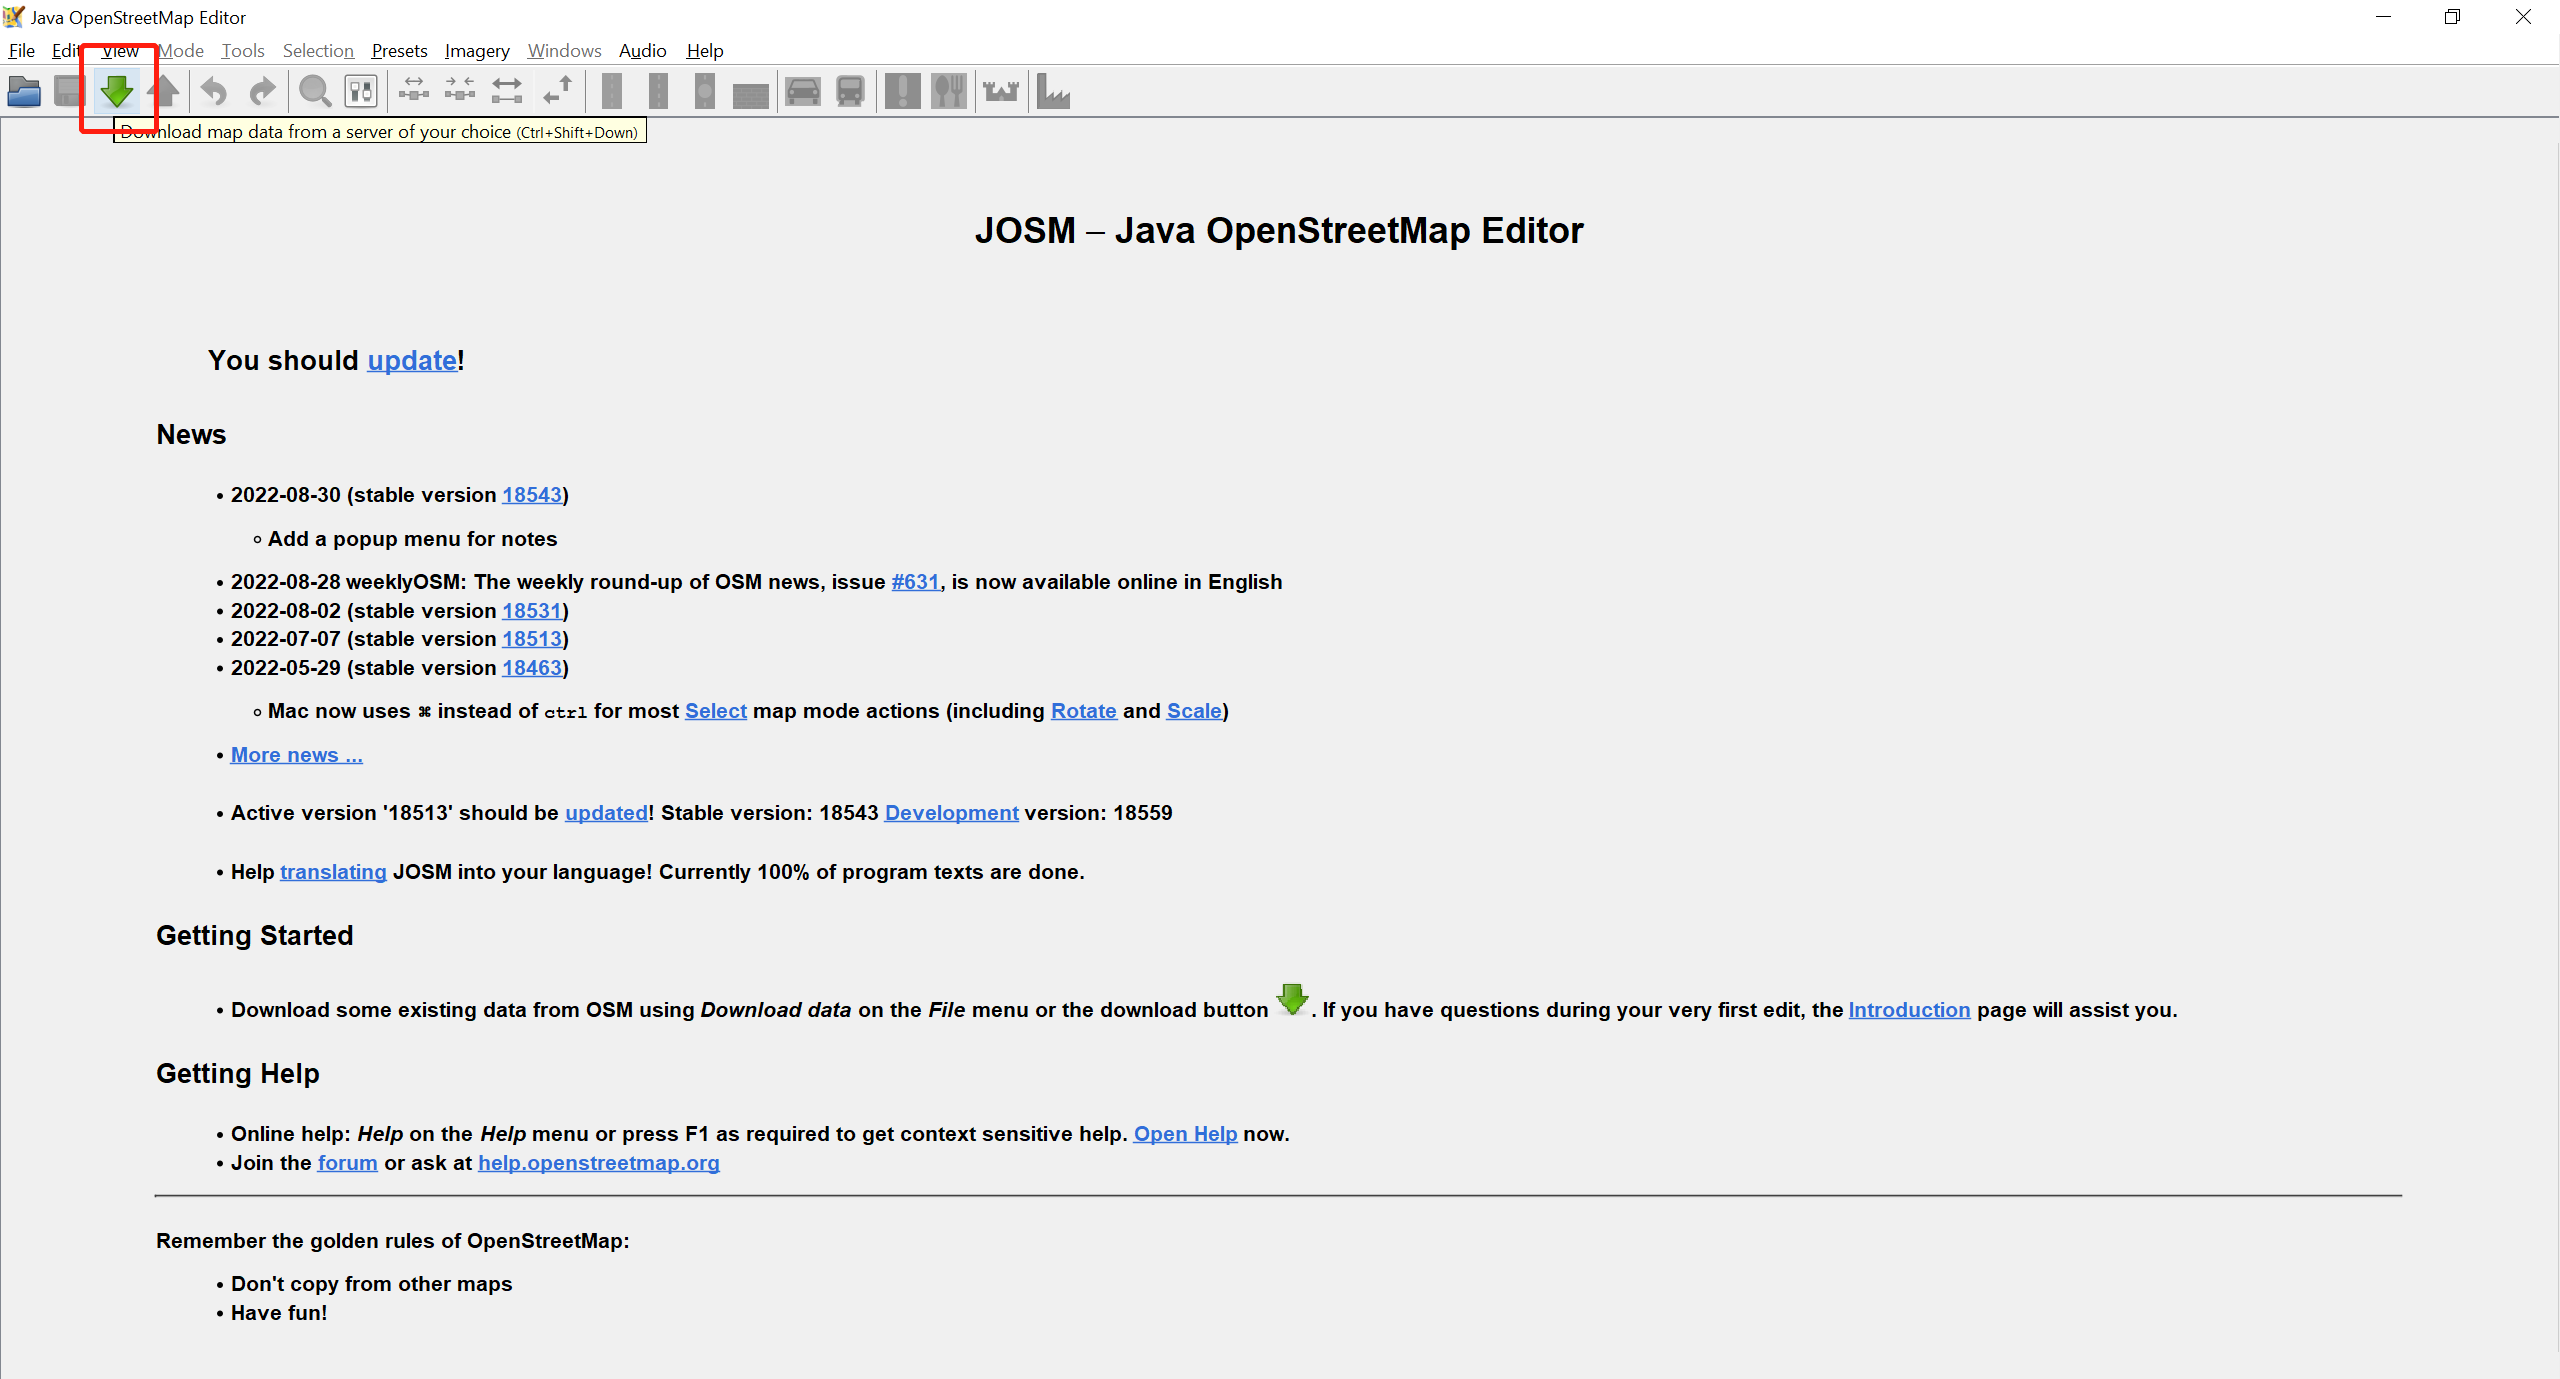 Java OpenStreetMap Editor
File Edit View Mode Tools Selection Presets Imagery Windows Audio Help
Download map data from a server of your choice (Ctrl+Shift+Down)
JOSM – Java OpenStreetMap Editor
You should update!
News
• 2022-08-30 (stable version 18543)
◦ Add a popup menu for notes
• 2022-08-28 weeklyOSM: The weekly round-up of OSM news, issue #631, is now available online in English
• 2022-08-02 (stable version 18531)
• 2022-07-07 (stable version 18513)
• 2022-05-29 (stable version 18463)
◦ Mac now uses ⌘ instead of ctrl for most Select map mode actions (including Rotate and Scale)
• More news ...
• Active version '18513' should be updated! Stable version: 18543 Development version: 18559
• Help translating JOSM into your language! Currently 100% of program texts are done.
Getting Started
• Download some existing data from OSM using Download data on the File menu or the download button . If you have questions during your very first edit, the Introduction page will assist you.
Getting Help
• Online help: Help on the Help menu or press F1 as required to get context sensitive help. Open Help now.
• Join the forum or ask at help.openstreetmap.org
Remember the golden rules of OpenStreetMap:
• Don't copy from other maps
• Have fun!